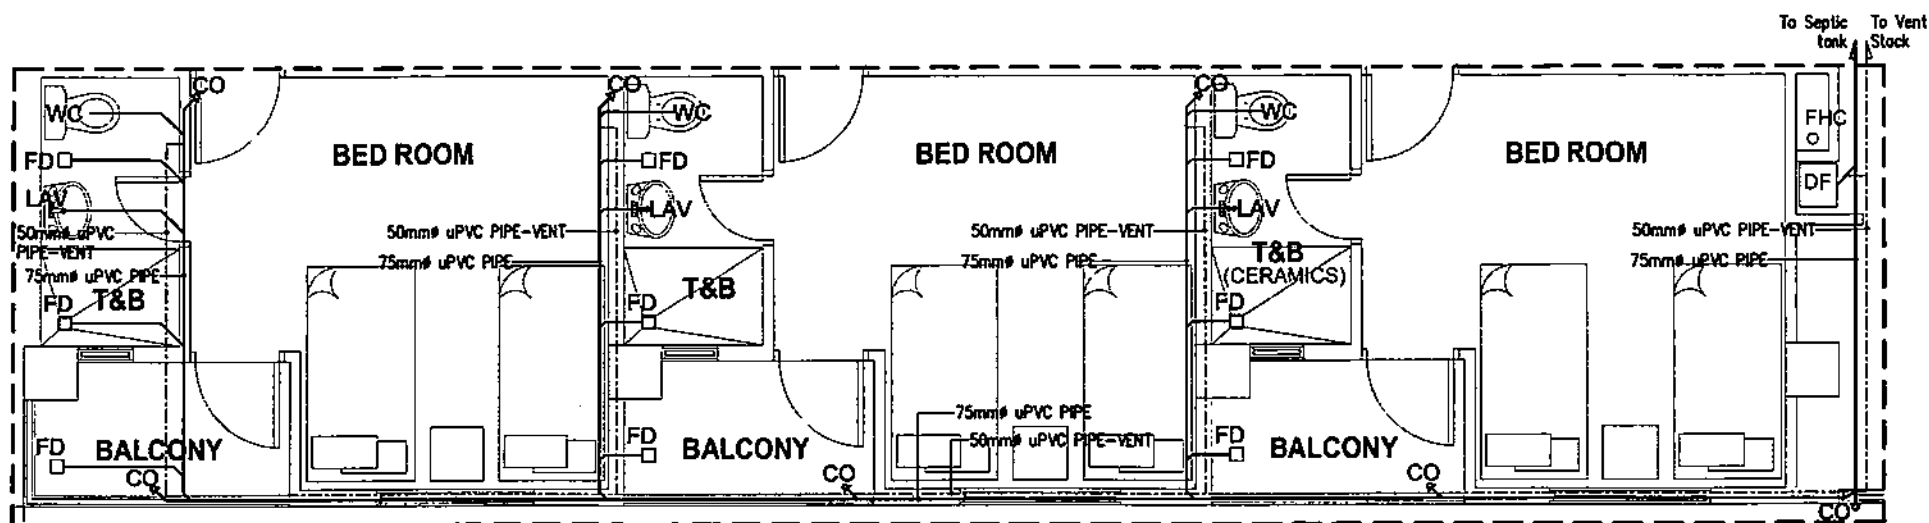 To Septic
tank
To Vent
Stack
CO
CO
CO
WC
WC
WC
FHC
BED ROOM
BED ROOM
BED ROOM
FD
FD
FD
DF
LAV
LAV
LAV
50mmø uPVC
PIPE-VENT
50mmø uPVC PIPE-VENT
50mmø uPVC PIPE-VENT
50mmø uPVC PIPE-VENT
75mmø uPVC PIPE
75mmø uPVC PIPE
75mmø uPVC PIPE
75mmø uPVC PIPE
T&B
(CERAMICS)
T&B
T&B
FD
FD
FD
75mmø uPVC PIPE
50mmø uPVC PIPE-VENT
FD
FD
FD
BALCONY
BALCONY
BALCONY
CO
CO
CO
CO